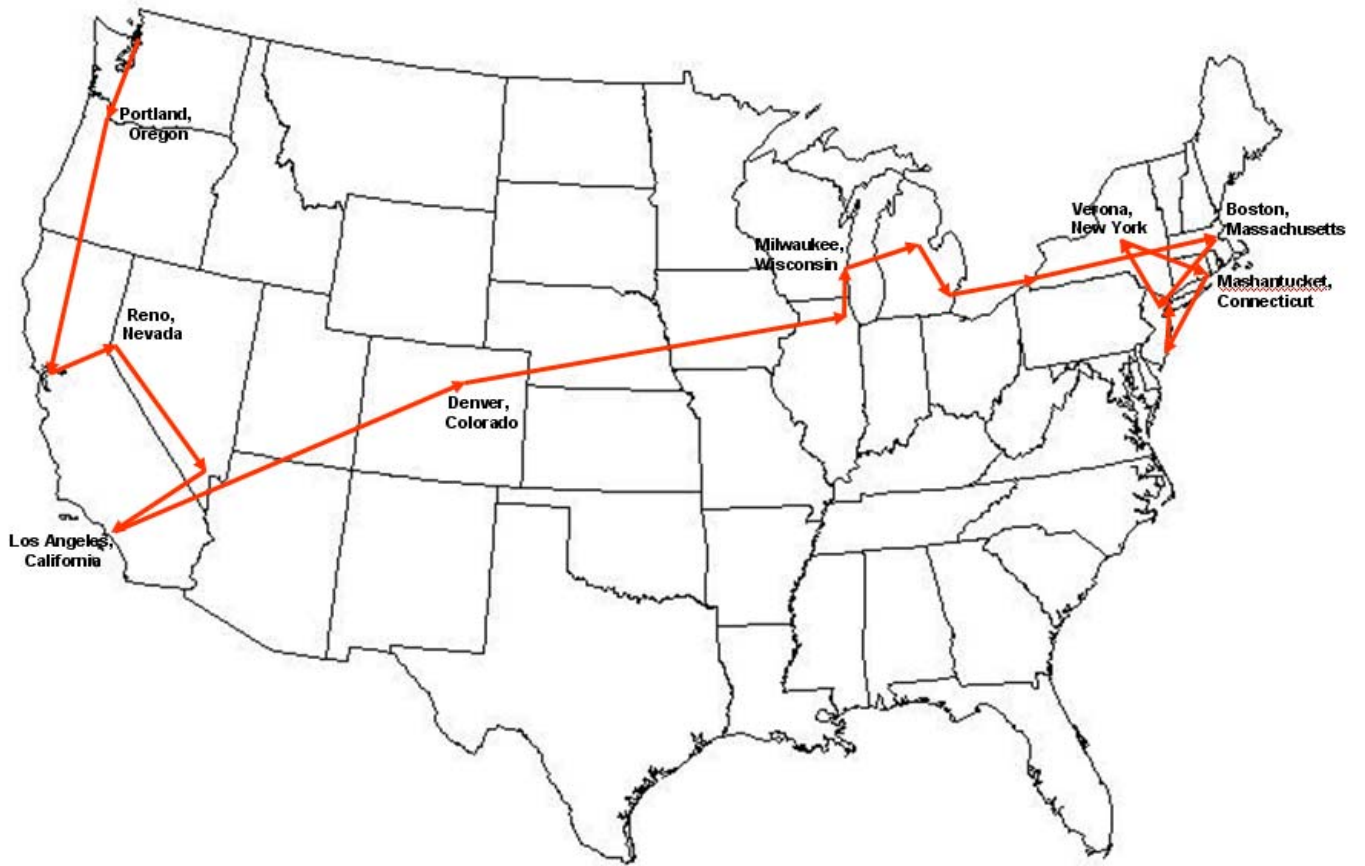 Portland,
Oregon
Verona,
New York
Boston,
Massachusetts
Milwaukee,
Wisconsin
Mashantucket,
Connecticut
Reno,
Nevada
Denver,
Colorado
Los Angeles,
California